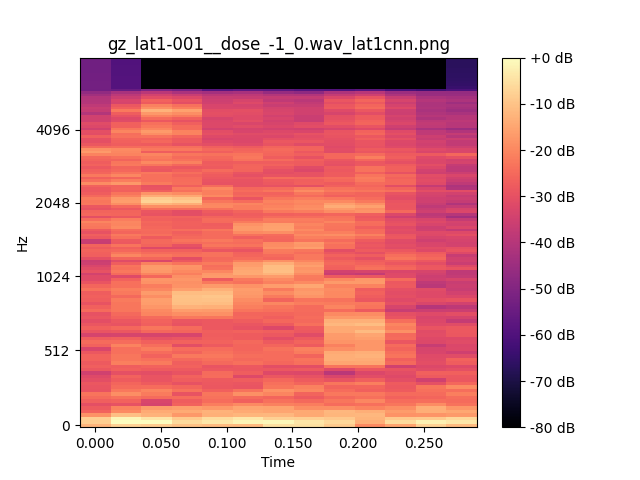 gz_lat1-001__dose_-1_0.wav_lat1cnn.png
Hz
4096
2048
1024
512
0
0.000 0.050 0.100 0.150 0.200 0.250
Time
+0 dB
-10 dB
-20 dB
-30 dB
-40 dB
-50 dB
-60 dB
-70 dB
-80 dB